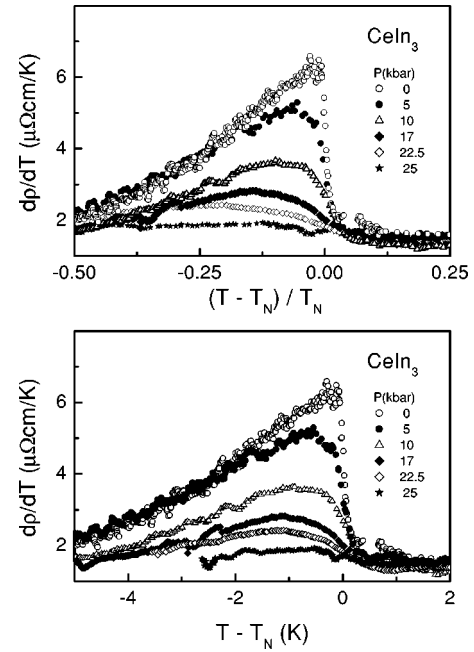 CeIn3
P(kbar)
0
5
10
17
22.5
25
dρ/dT (μΩcm/K)
6
4
2
-0.50 -0.25 0.00 0.25
(T - TN) / TN
CeIn3
P(kbar)
0
5
10
17
22.5
25
dρ/dT (μΩcm/K)
6
4
2
-4 -2 0 2
T - TN (K)